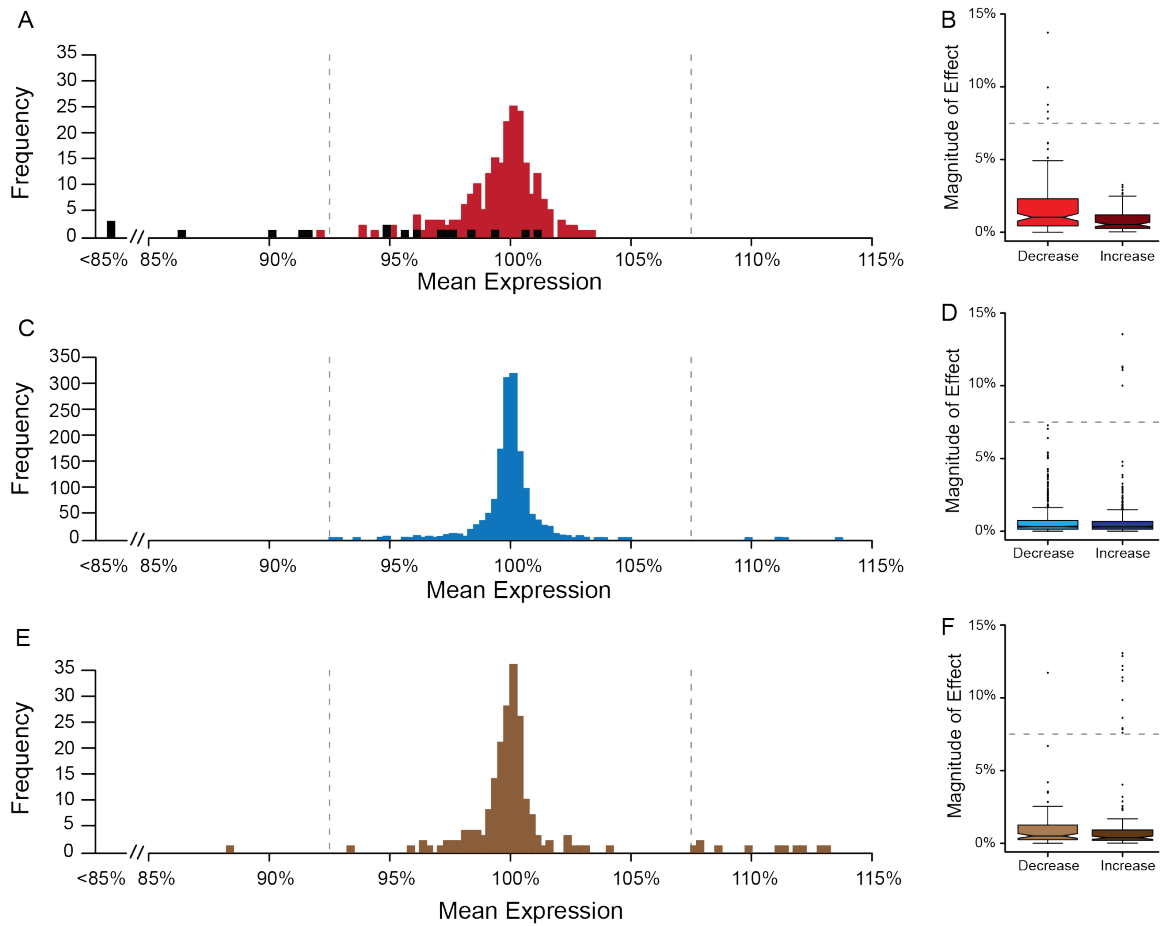 A
Frequency
35
30
25
20
15
10
5
0
<85% 85% 90% 95% 100% 105% 110% 115%
Mean Expression
B
Magnitude of Effect
15%
10%
5%
0%
Decrease Increase
C
Frequency
350
300
250
200
150
100
50
0
<85% 85% 90% 95% 100% 105% 110% 115%
Mean Expression
D
Magnitude of Effect
15%
10%
5%
0%
Decrease Increase
E
Frequency
35
30
25
20
15
10
5
0
<85% 85% 90% 95% 100% 105% 110% 115%
Mean Expression
F
Magnitude of Effect
15%
10%
5%
0%
Decrease Increase